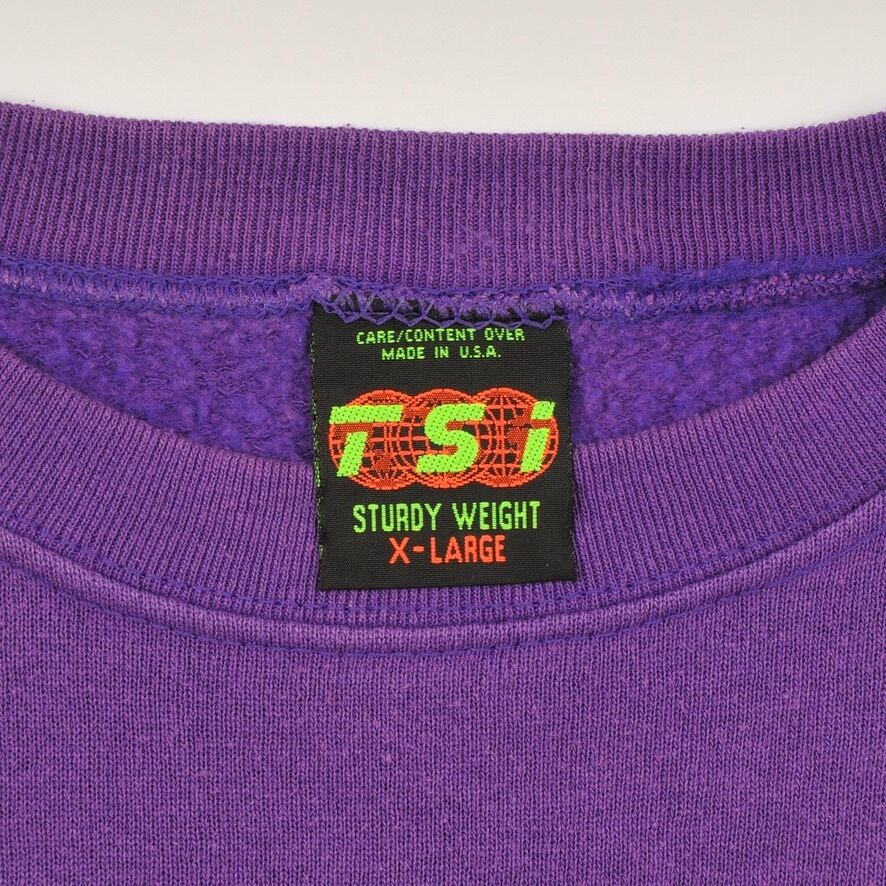 CARE/CONTENT OVER
MADE IN U.S.A.
TSi
STURDY WEIGHT
X-LARGE